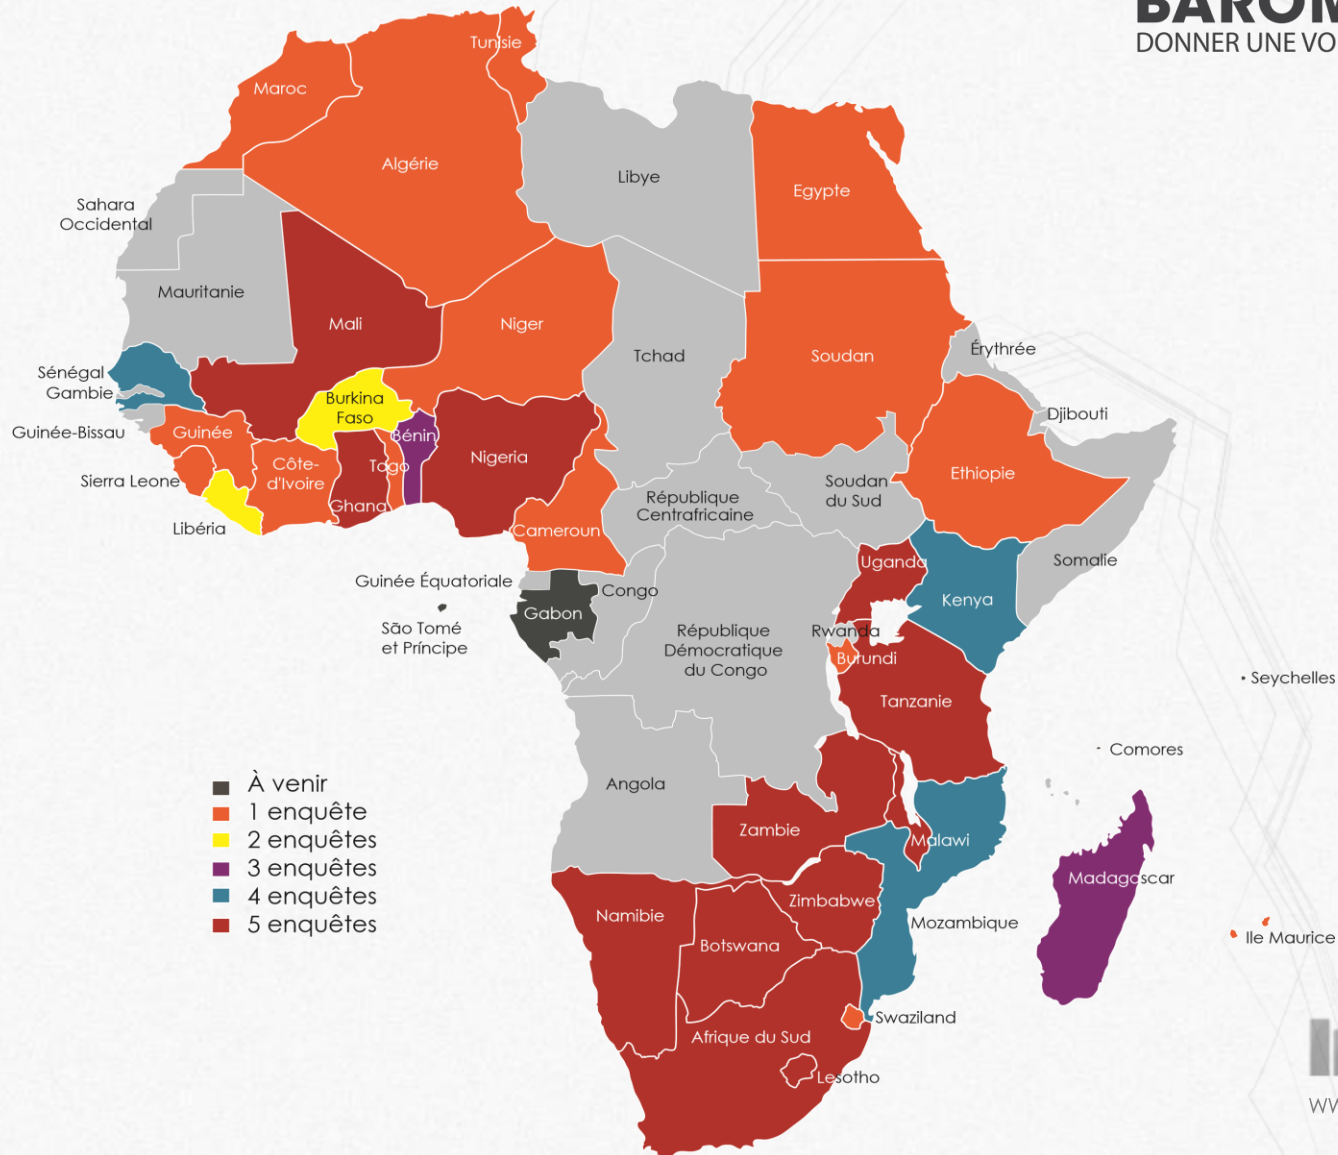 BAROM
DONNER UNE VO
Tunisie
Maroc
Algérie
Libye
Egypte
Sahara
Occidental
Mauritanie
Mali
Niger
Tchad
Soudan
Érythrée
Sénégal
Gambie
Burkina
Faso
Djibouti
Guinée-Bissau
Guinée
Bénin
Côte-
d'Ivoire
Togo
Nigeria
Ethiopie
Sierra Leone
Soudan
du Sud
République
Centrafricaine
Ghana
Libéria
Cameroun
Somalie
Uganda
Guinée Équatoriale
Congo
Kenya
Gabon
São Tomé
et Príncipe
Rwanda
République
Démocratique
du Congo
Burundi
Seychelles
Tanzanie
Comores
Angola
À venir
1 enquête
2 enquêtes
3 enquêtes
4 enquêtes
5 enquêtes
Zambie
Malawi
Madagascar
Zimbabwe
Namibie
Mozambique
Botswana
Ile Maurice
Swaziland
Afrique du Sud
Lesotho